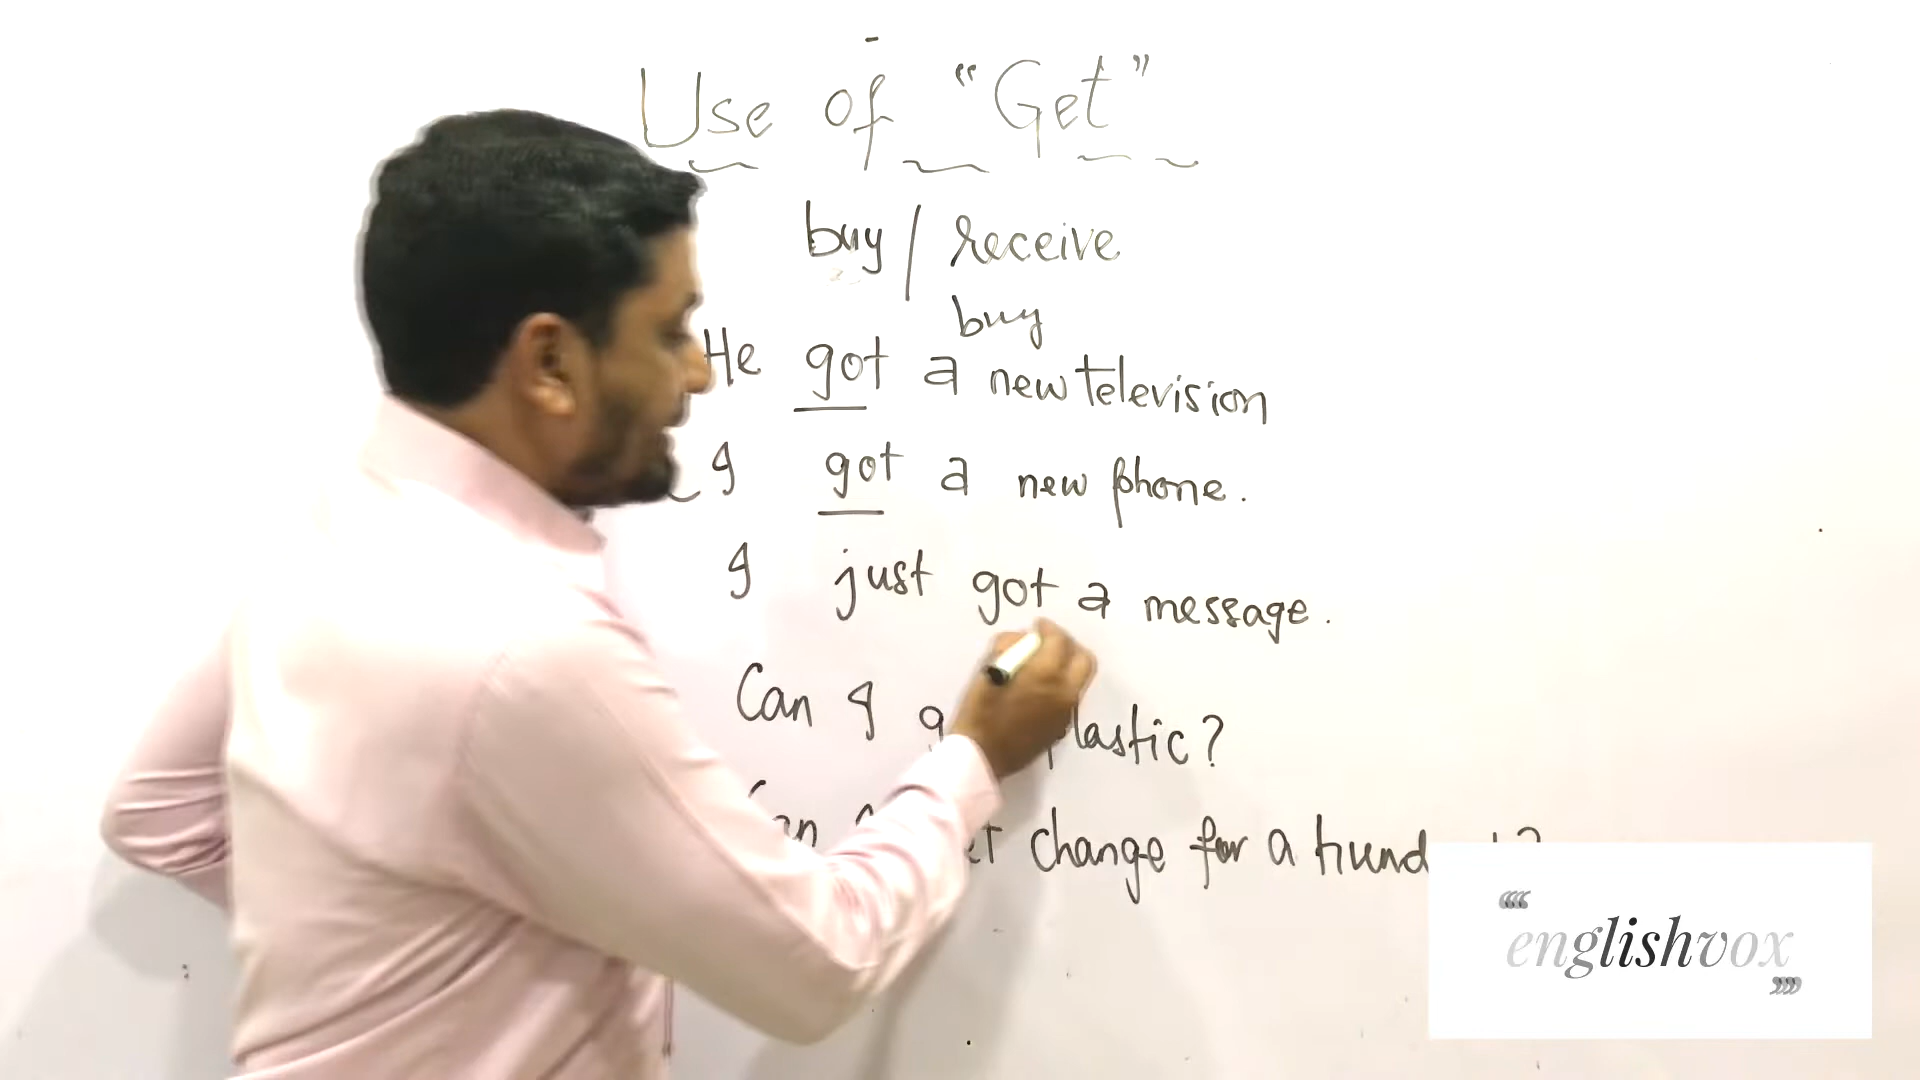 Use of "Get"
buy / receive
buy
He got a new television
I got a new phone.
I just got a message.
Can I plastic?
change for a
englishvox